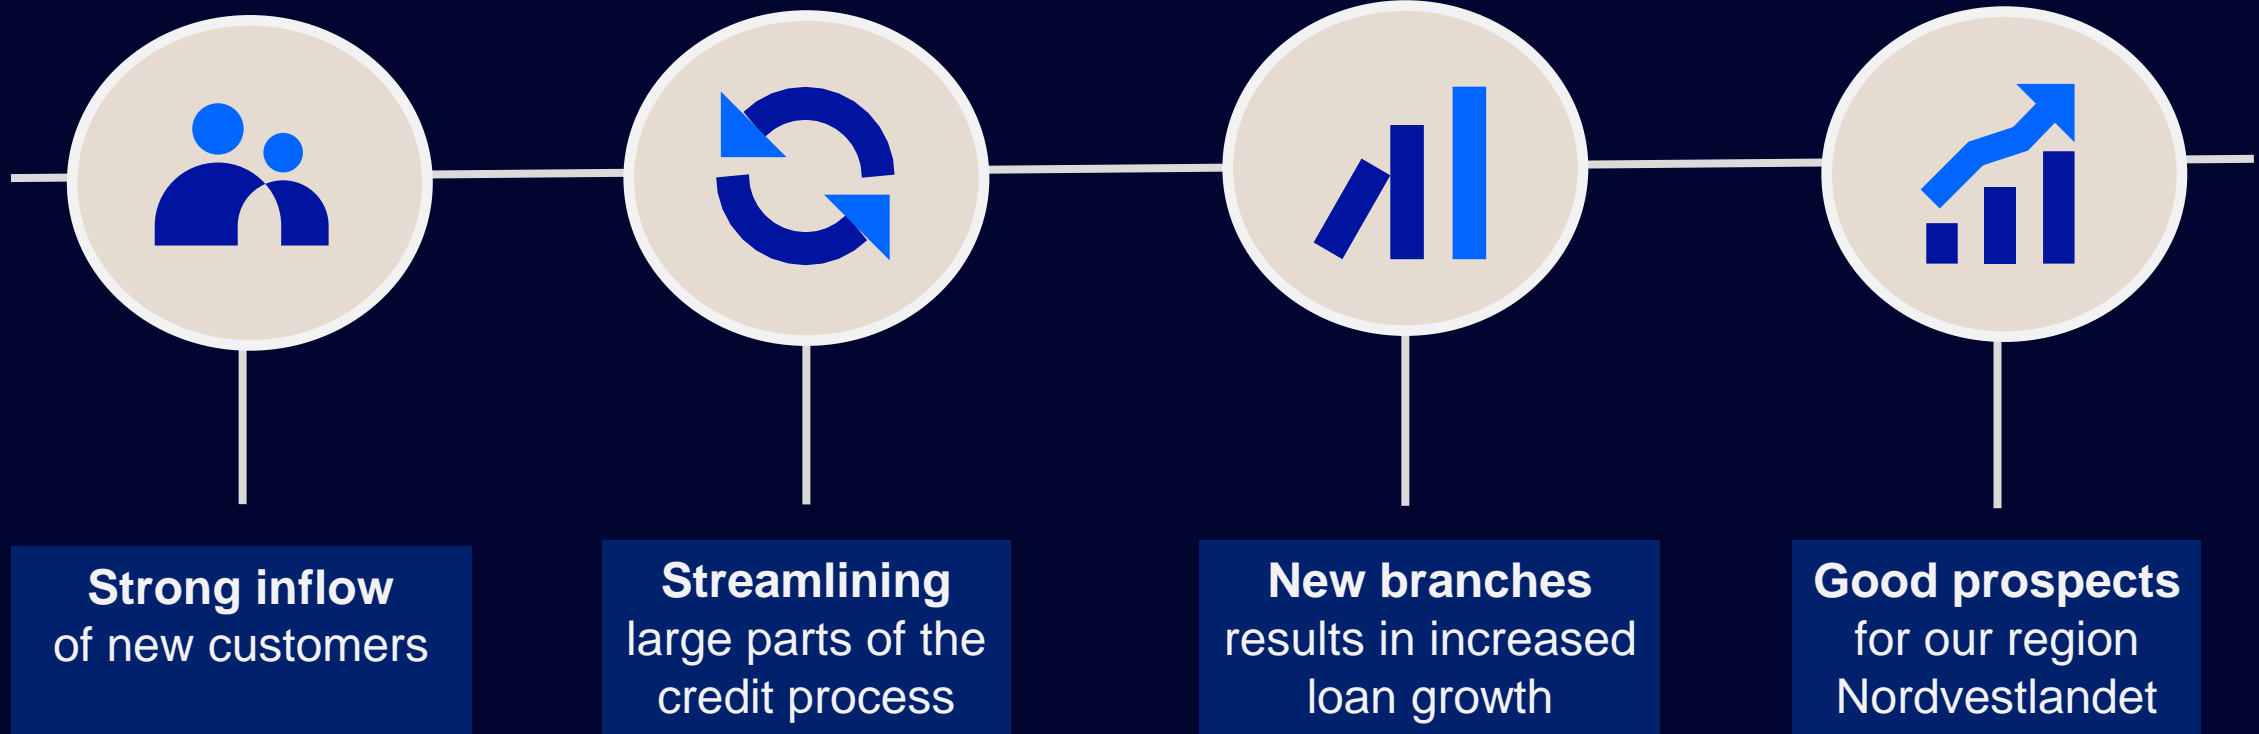 Strong inflow
of new customers
Streamlining
large parts of the
credit process
New branches
results in increased
loan growth
Good prospects
for our region
Nordvestlandet